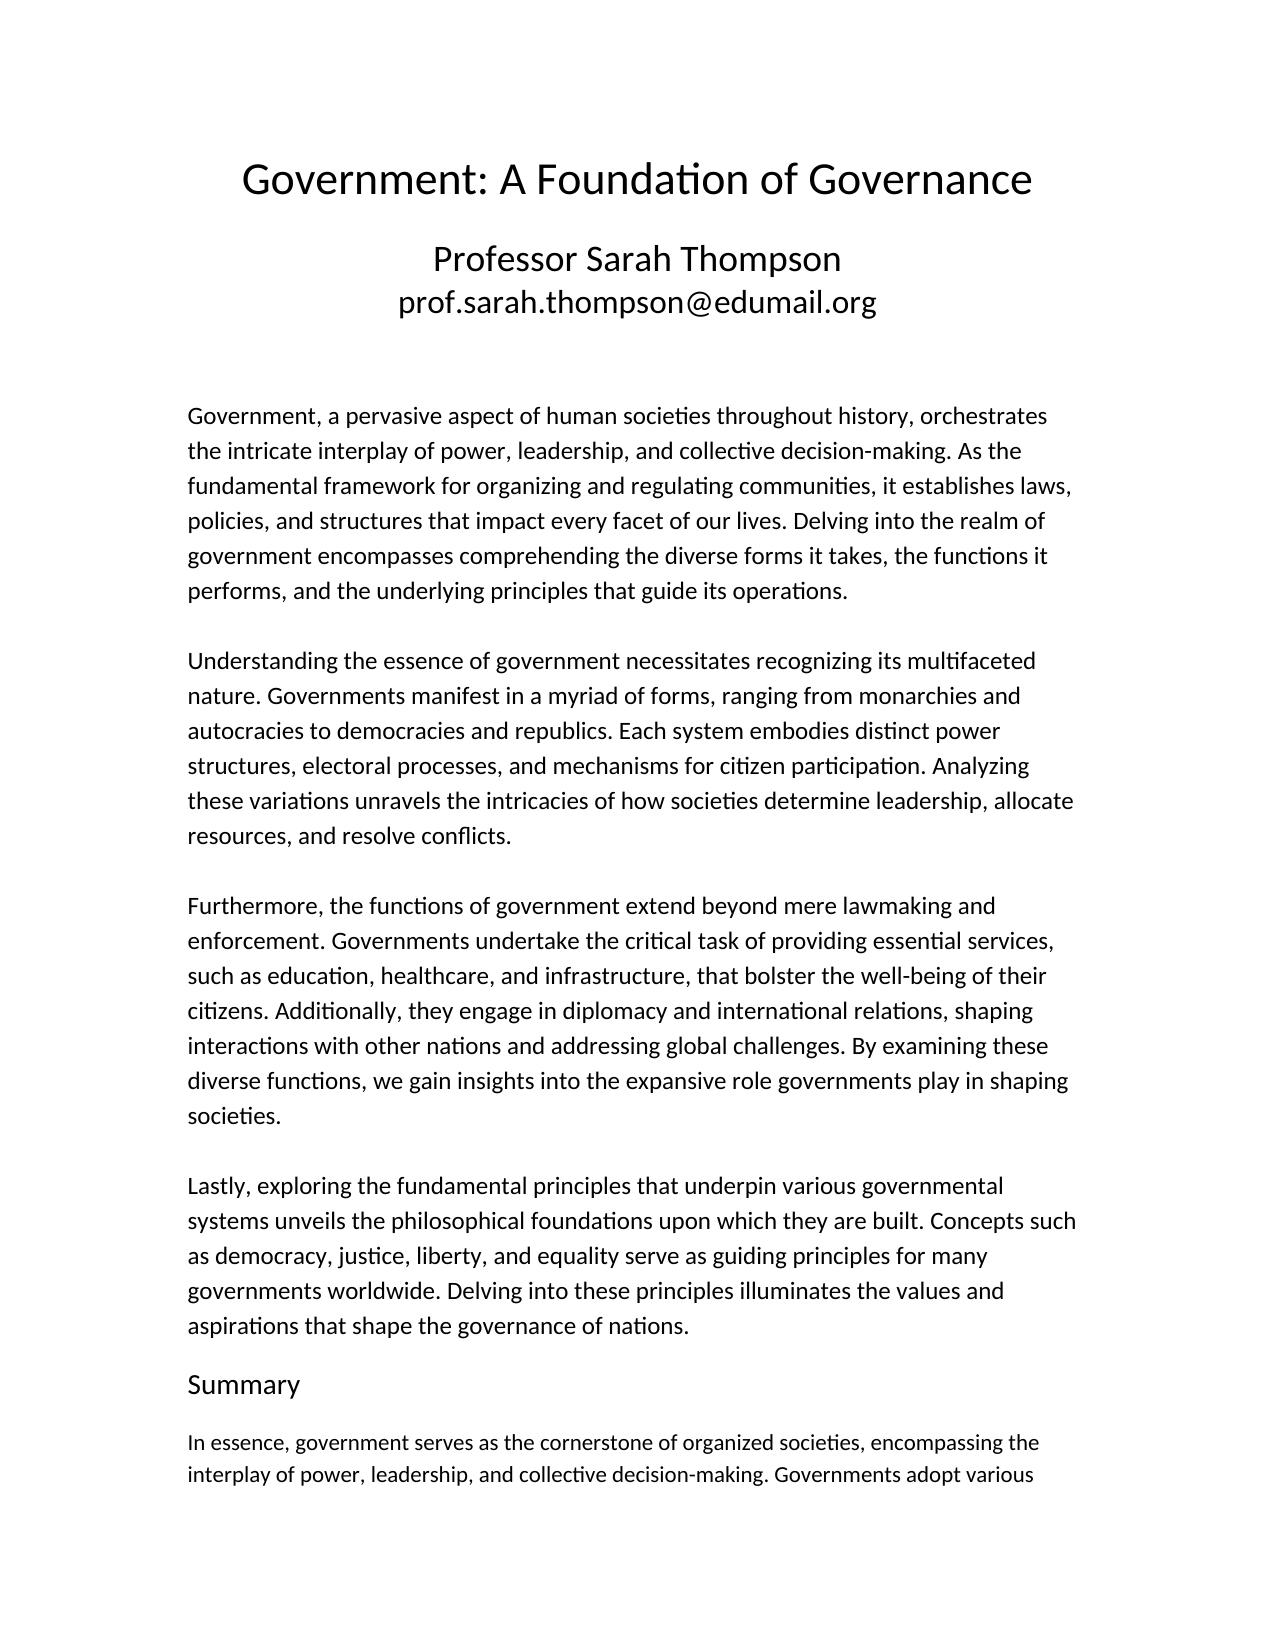 Government: A Foundation of Governance
Professor Sarah Thompson
prof.sarah.thompson@edumail.org
Government, a pervasive aspect of human societies throughout history, orchestrates
the intricate interplay of power, leadership, and collective decision-making. As the
fundamental framework for organizing and regulating communities, it establishes laws,
policies, and structures that impact every facet of our lives. Delving into the realm of
government encompasses comprehending the diverse forms it takes, the functions it
performs, and the underlying principles that guide its operations.
Understanding the essence of government necessitates recognizing its multifaceted
nature. Governments manifest in a myriad of forms, ranging from monarchies and
autocracies to democracies and republics. Each system embodies distinct power
structures, electoral processes, and mechanisms for citizen participation. Analyzing
these variations unravels the intricacies of how societies determine leadership, allocate
resources, and resolve conflicts.
Furthermore, the functions of government extend beyond mere lawmaking and
enforcement. Governments undertake the critical task of providing essential services,
such as education, healthcare, and infrastructure, that bolster the well-being of their
citizens. Additionally, they engage in diplomacy and international relations, shaping
interactions with other nations and addressing global challenges. By examining these
diverse functions, we gain insights into the expansive role governments play in shaping
societies.
Lastly, exploring the fundamental principles that underpin various governmental
systems unveils the philosophical foundations upon which they are built. Concepts such
as democracy, justice, liberty, and equality serve as guiding principles for many
governments worldwide. Delving into these principles illuminates the values and
aspirations that shape the governance of nations.
Summary
In essence, government serves as the cornerstone of organized societies, encompassing the
interplay of power, leadership, and collective decision-making. Governments adopt various